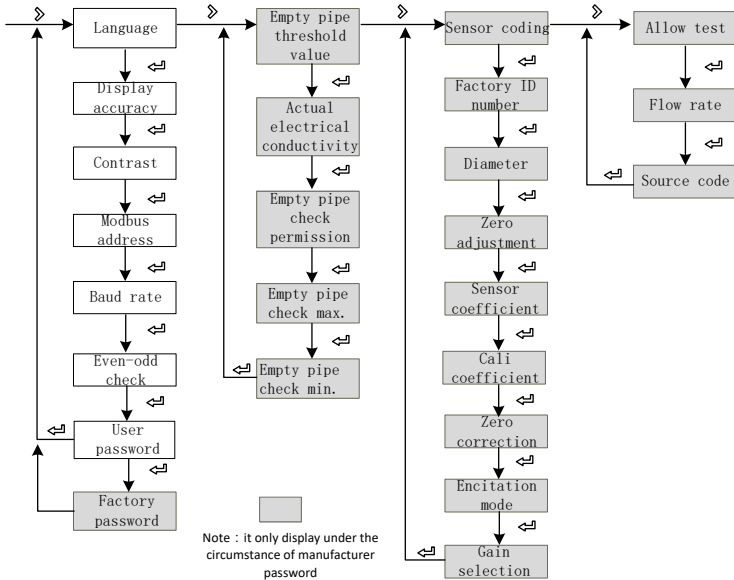 Language
Display
accuracy
Contrast
Modbus
address
Baud rate
Even-odd
check
User
password
Factory
password
Empty pipe
threshold
value
Actual
electrical
conductivity
Empty pipe
check
permission
Empty pipe
check max.
Empty pipe
check min.
Sensor coding
Factory ID
number
Diameter
Zero
adjustment
Sensor
coefficient
Cali
coefficient
Zero
correction
Encitation
mode
Gain
selection
Allow test
Flow rate
Source code
Note：it only display under the
circumstance of manufacturer
password